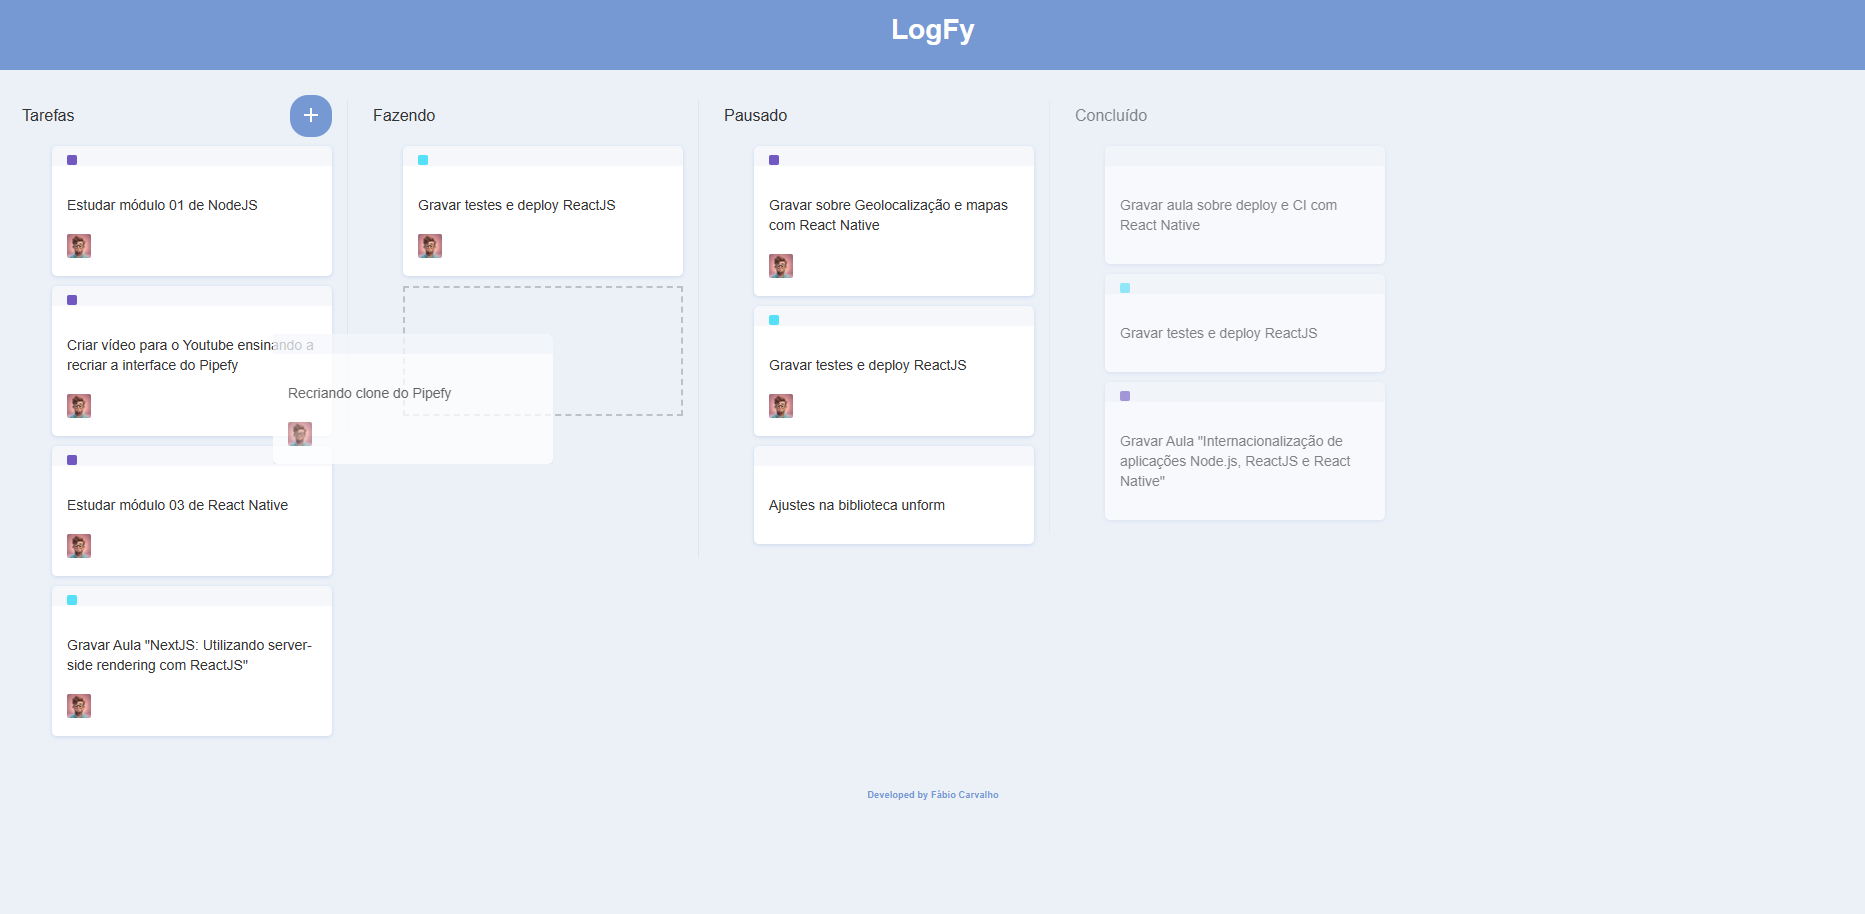 LogFy
Tarefas
Estudar módulo 01 de NodeJS
Criar vídeo para o Youtube ensinando a
recriar a interface do Pipefy
Estudar módulo 03 de React Native
Gravar Aula "NextJS: Utilizando server-
side rendering com ReactJS"
Fazendo
Gravar testes e deploy ReactJS
Recriando clone do Pipefy
Pausado
Gravar sobre Geolocalização e mapas
com React Native
Gravar testes e deploy ReactJS
Ajustes na biblioteca unform
Concluído
Gravar aula sobre deploy e CI com
React Native
Gravar testes e deploy ReactJS
Gravar Aula "Internacionalização de
aplicações Node.js, ReactJS e React
Native"
Developed by Fábio Carvalho